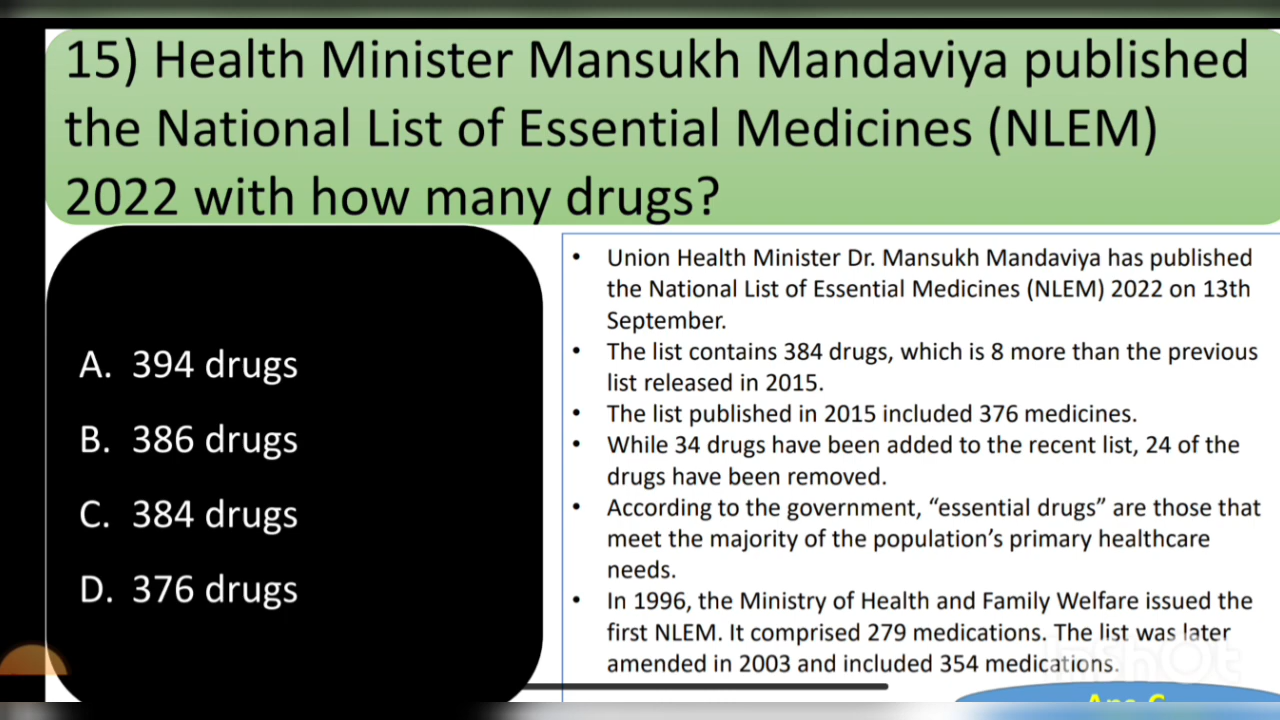 15) Health Minister Mansukh Mandaviya published
the National List of Essential Medicines (NLEM)
2022 with how many drugs?
A. 394 drugs
B. 386 drugs
C. 384 drugs
D. 376 drugs
• Union Health Minister Dr. Mansukh Mandaviya has published
the National List of Essential Medicines (NLEM) 2022 on 13th
September.
• The list contains 384 drugs, which is 8 more than the previous
list released in 2015.
• The list published in 2015 included 376 medicines.
• While 34 drugs have been added to the recent list, 24 of the
drugs have been removed.
• According to the government, “essential drugs” are those that
meet the majority of the population’s primary healthcare
needs.
• In 1996, the Ministry of Health and Family Welfare issued the
first NLEM. It comprised 279 medications. The list was later
amended in 2003 and included 354 medications.
InShOt